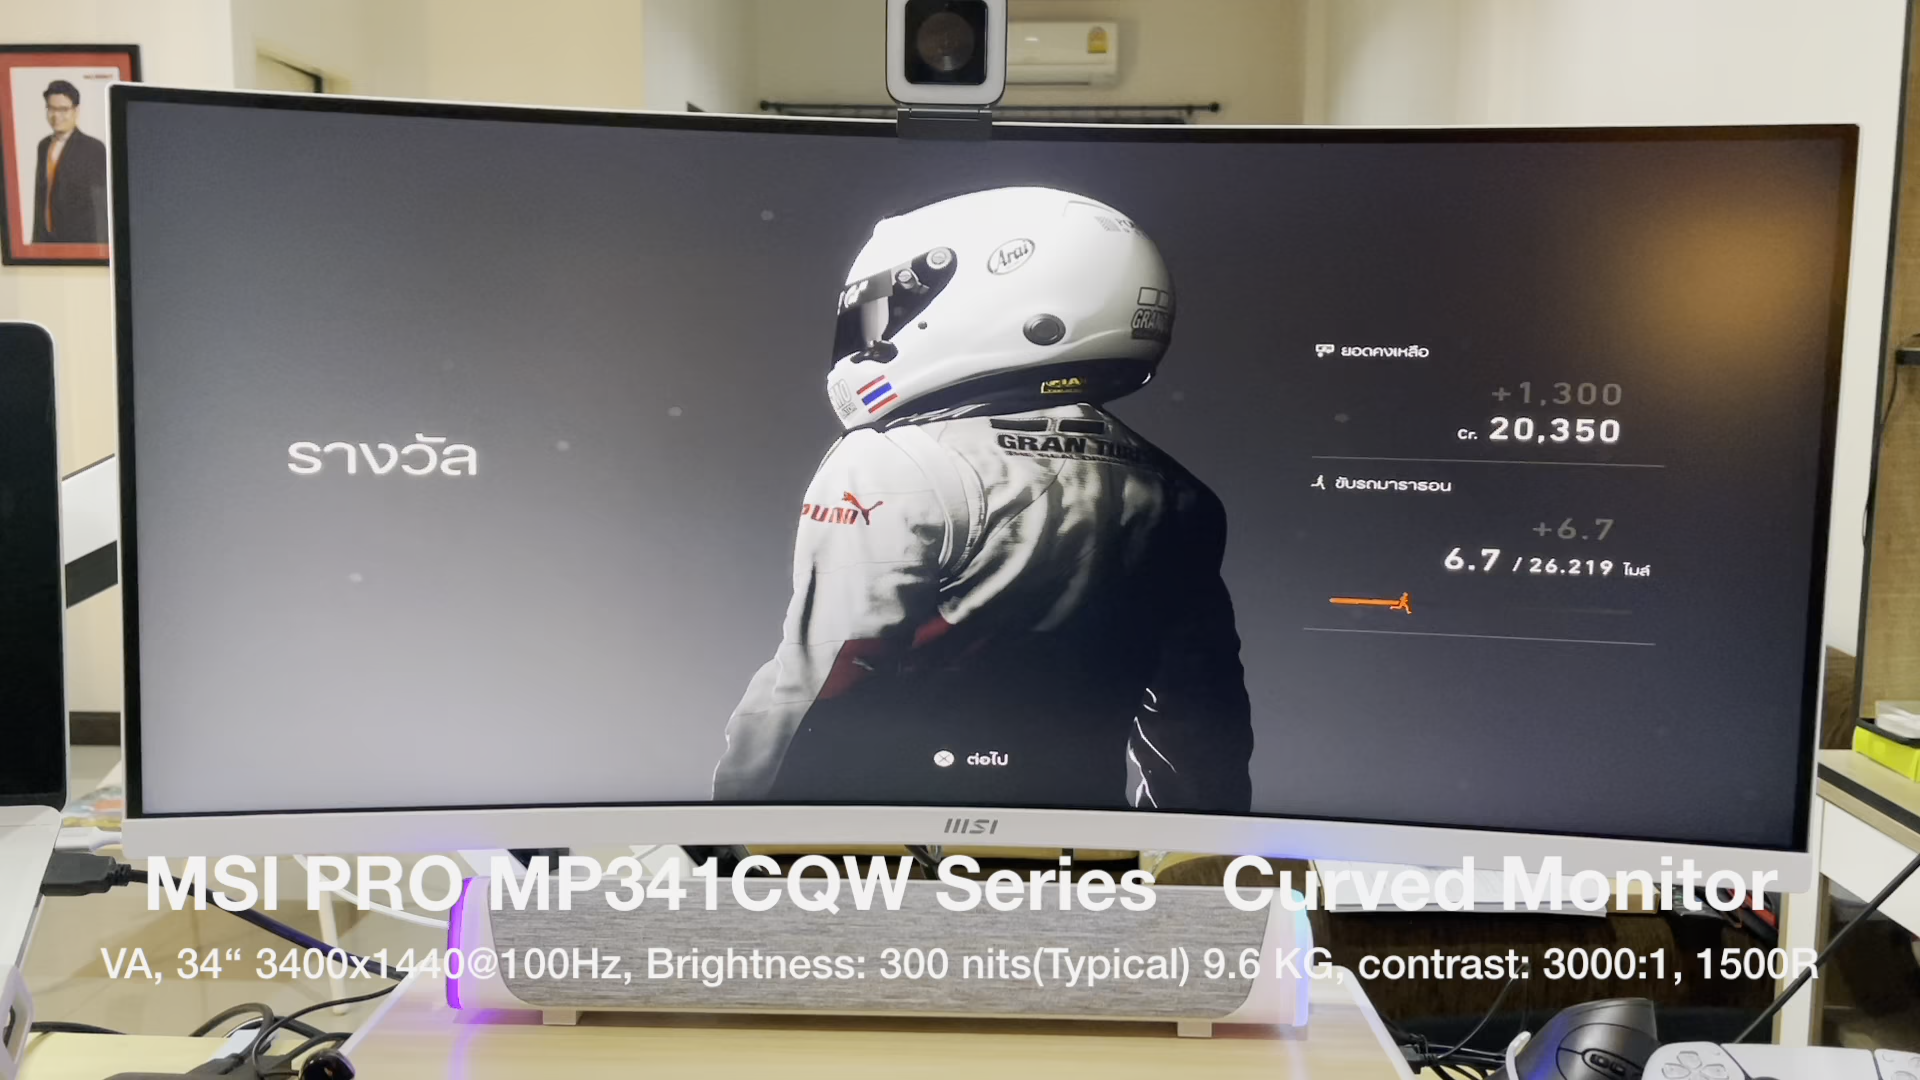 Arai
GRAN
รางวัล
GRAN TURI
PUMA
ยอดคงเหลือ
+1,300
Cr. 20,350
ขับรถมาราธอน
+6.7
6.7 / 26.219 ไมล์
ต่อไป
msi
MSI PRO MP341CQW Series Curved Monitor
VA, 34“ 3400x1440@100Hz, Brightness: 300 nits(Typical) 9.6 KG, contrast: 3000:1, 1500R